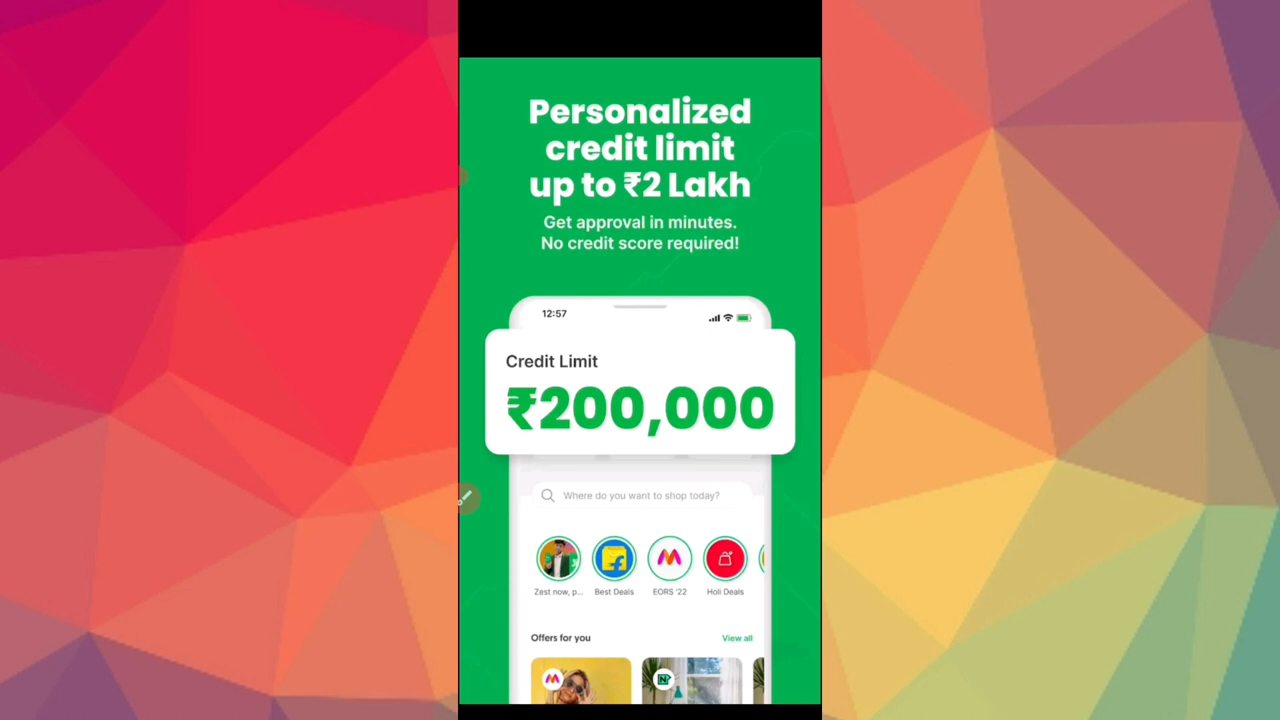 Personalized
credit limit
up to ₹2 Lakh
Get approval in minutes.
No credit score required!
12:57
Credit Limit
₹200,000
Where do you want to shop today?
Zest now, p... Best Deals EORS '22 Holi Deals
Offers for you View all